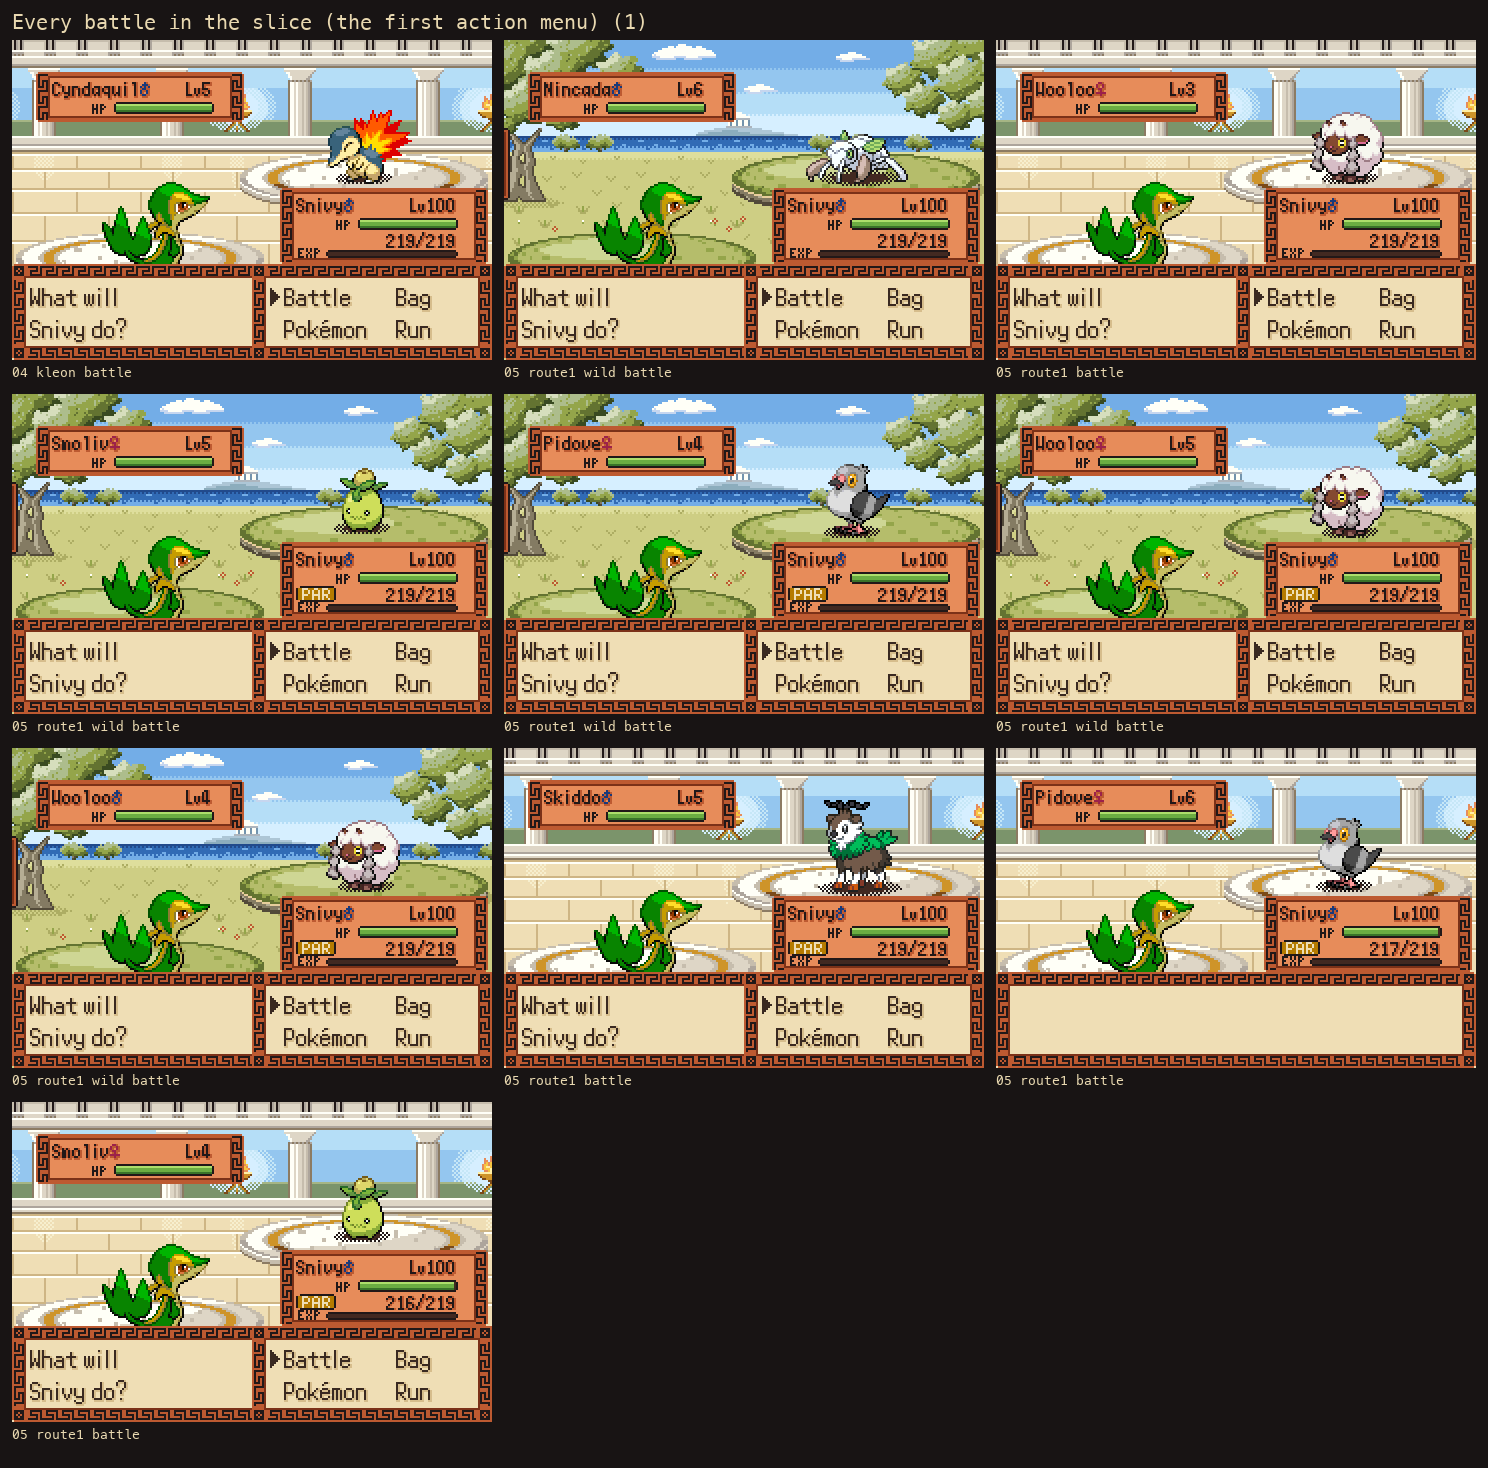 Every battle in the slice (the first action menu) (1)
Cyndaquil♂ Lv5
HP
Snivy♂ Lv100
HP
219/219
EXP
What will
Snivy do?
Battle Bag
Pokémon Run
04 kleon battle
Nincada♂ Lv6
HP
Snivy♂ Lv100
HP
219/219
EXP
What will
Snivy do?
Battle Bag
Pokémon Run
05 route1 wild battle
Wooloo♀ Lv3
HP
Snivy♂ Lv100
HP
219/219
EXP
What will
Snivy do?
Battle Bag
Pokémon Run
05 route1 battle
Smoliv♀ Lv5
HP
Snivy♂ Lv100
HP
PAR 219/219
EXP
What will
Snivy do?
Battle Bag
Pokémon Run
05 route1 wild battle
Pidove♀ Lv4
HP
Snivy♂ Lv100
HP
PAR 219/219
EXP
What will
Snivy do?
Battle Bag
Pokémon Run
05 route1 wild battle
Wooloo♀ Lv5
HP
Snivy♂ Lv100
HP
PAR 219/219
EXP
What will
Snivy do?
Battle Bag
Pokémon Run
05 route1 wild battle
Wooloo♂ Lv4
HP
Snivy♂ Lv100
HP
PAR 219/219
EXP
What will
Snivy do?
Battle Bag
Pokémon Run
05 route1 wild battle
Skiddo♂ Lv5
HP
Snivy♂ Lv100
HP
PAR 219/219
EXP
What will
Snivy do?
Battle Bag
Pokémon Run
05 route1 battle
Pidove♀ Lv6
HP
Snivy♂ Lv100
HP
PAR 217/219
EXP
05 route1 battle
Smoliv♀ Lv4
HP
Snivy♂ Lv100
HP
PAR 216/219
EXP
What will
Snivy do?
Battle Bag
Pokémon Run
05 route1 battle